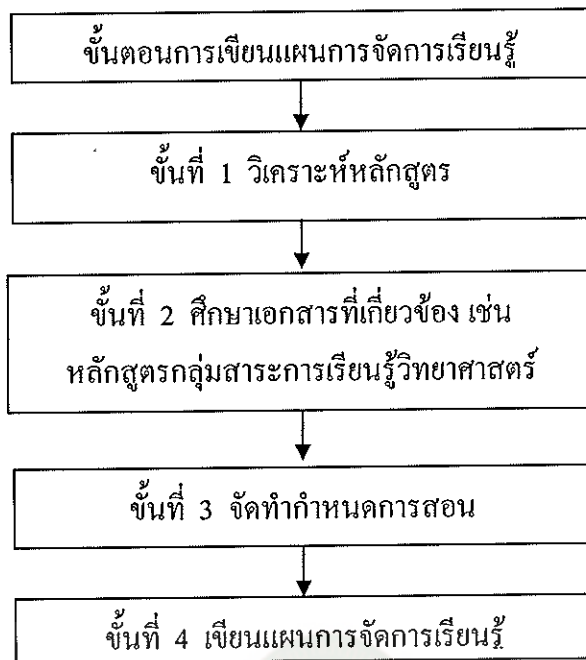 ขั้นตอนการเขียนแผนการจัดการเรียนรู้
ขั้นที่ 1 วิเคราะห์หลักสูตร
ขั้นที่ 2 ศึกษาเอกสารที่เกี่ยวข้อง เช่น
หลักสูตรกลุ่มสาระการเรียนรู้วิทยาศาสตร์
ขั้นที่ 3 จัดทำกำหนดการสอน
ขั้นที่ 4 เขียนแผนการจัดการเรียนรู้